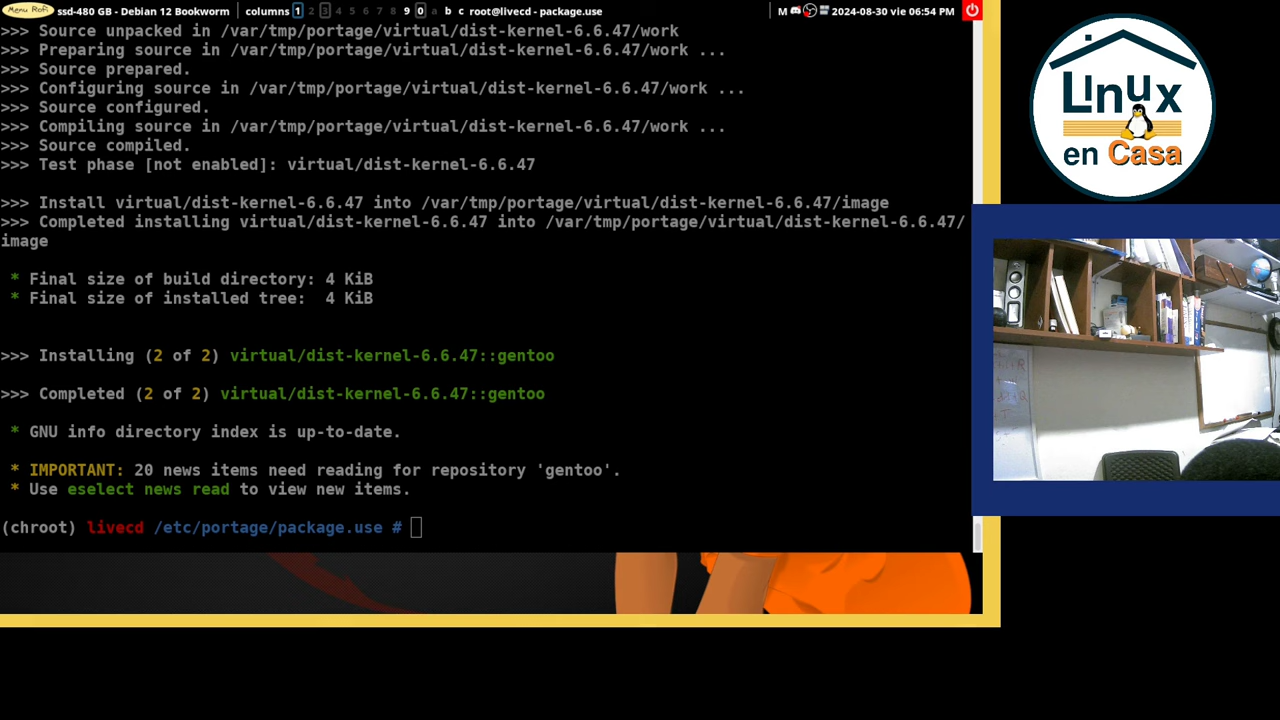 Menu Rofi ssd-480 GB - Debian 12 Bookworm columns 1 2 3 4 5 6 7 8 9 0 a b c root@livecd - package.use M 2024-08-30 vie 06:54 PM
>>> Source unpacked in /var/tmp/portage/virtual/dist-kernel-6.6.47/work
>>> Preparing source in /var/tmp/portage/virtual/dist-kernel-6.6.47/work ...
>>> Source prepared.
>>> Configuring source in /var/tmp/portage/virtual/dist-kernel-6.6.47/work ...
>>> Source configured.
>>> Compiling source in /var/tmp/portage/virtual/dist-kernel-6.6.47/work ...
>>> Source compiled.
>>> Test phase [not enabled]: virtual/dist-kernel-6.6.47
>>> Install virtual/dist-kernel-6.6.47 into /var/tmp/portage/virtual/dist-kernel-6.6.47/image
>>> Completed installing virtual/dist-kernel-6.6.47 into /var/tmp/portage/virtual/dist-kernel-6.6.47/
image
* Final size of build directory: 4 KiB
* Final size of installed tree:  4 KiB
>>> Installing (2 of 2) virtual/dist-kernel-6.6.47::gentoo
>>> Completed (2 of 2) virtual/dist-kernel-6.6.47::gentoo
* GNU info directory index is up-to-date.
* IMPORTANT: 20 news items need reading for repository 'gentoo'.
* Use eselect news read to view new items.
(chroot) livecd /etc/portage/package.use #
Linux
en Casa